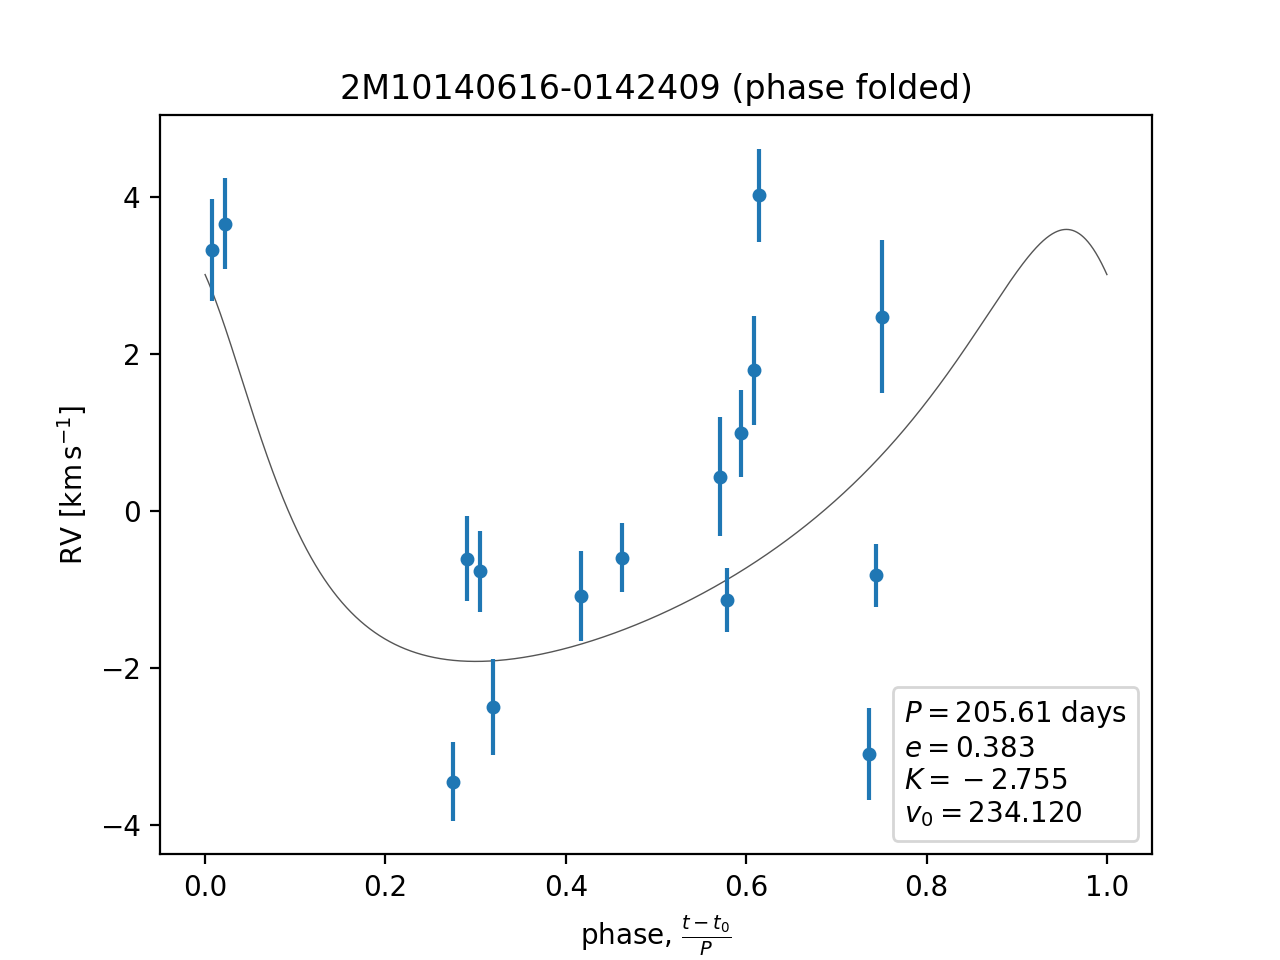 2M10140616-0142409 (phase folded)
RV [km s⁻¹]
4
2
0
−2
−4
P = 205.61 days
e = 0.383
K = −2.755
v₀ = 234.120
0.0 0.2 0.4 0.6 0.8 1.0
phase, (t − t₀)/P